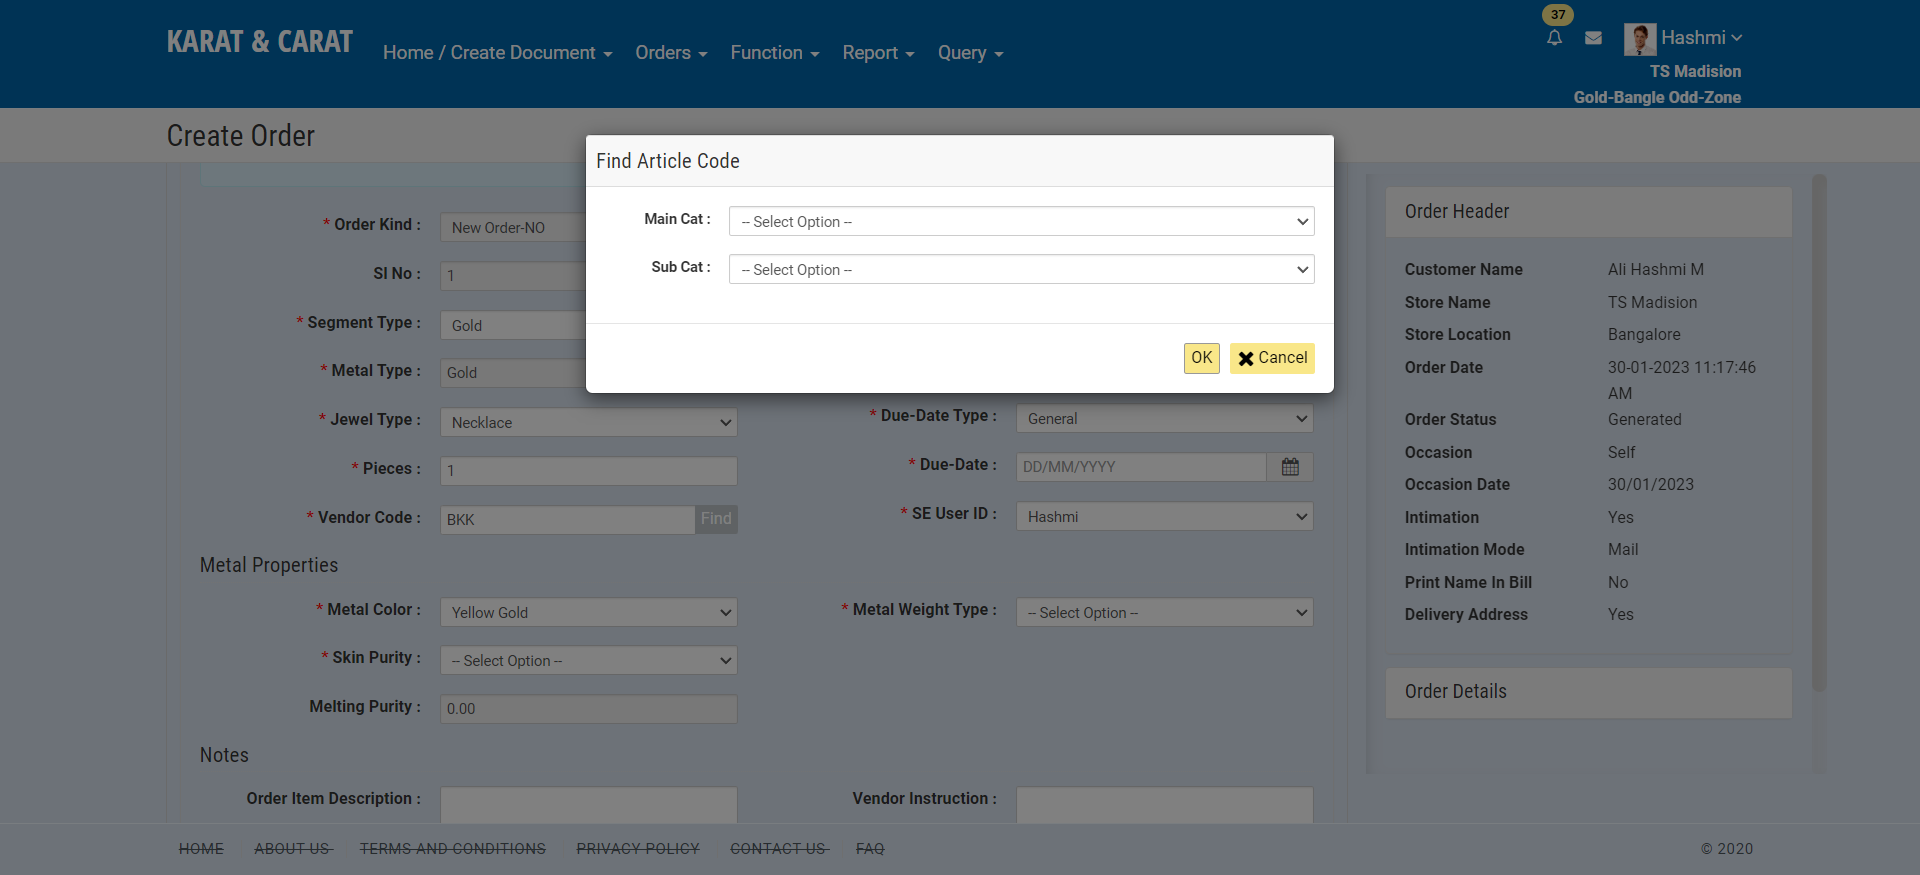 37
KARAT & CARAT
Home / Create Document
Orders
Function
Report
Query
Hashmi
TS Madision
Gold-Bangle Odd-Zone
Create Order
Find Article Code
Main Cat :
-- Select Option --
Sub Cat :
-- Select Option --
OK
Cancel
* Order Kind :
New Order-NO
Sl No :
1
* Segment Type :
Gold
* Metal Type :
Gold
* Jewel Type :
Necklace
* Due-Date Type :
General
* Pieces :
1
* Due-Date :
DD/MM/YYYY
* Vendor Code :
BKK
Find
* SE User ID :
Hashmi
Metal Properties
* Metal Color :
Yellow Gold
* Metal Weight Type :
-- Select Option --
* Skin Purity :
-- Select Option --
Melting Purity :
0.00
Notes
Order Item Description :
Vendor Instruction :
Order Header
Customer Name
Ali Hashmi M
Store Name
TS Madision
Store Location
Bangalore
Order Date
30-01-2023 11:17:46
AM
Order Status
Generated
Occasion
Self
Occasion Date
30/01/2023
Intimation
Yes
Intimation Mode
Mail
Print Name In Bill
No
Delivery Address
Yes
Order Details
HOME
ABOUT US
TERMS AND CONDITIONS
PRIVACY POLICY
CONTACT US
FAQ
© 2020